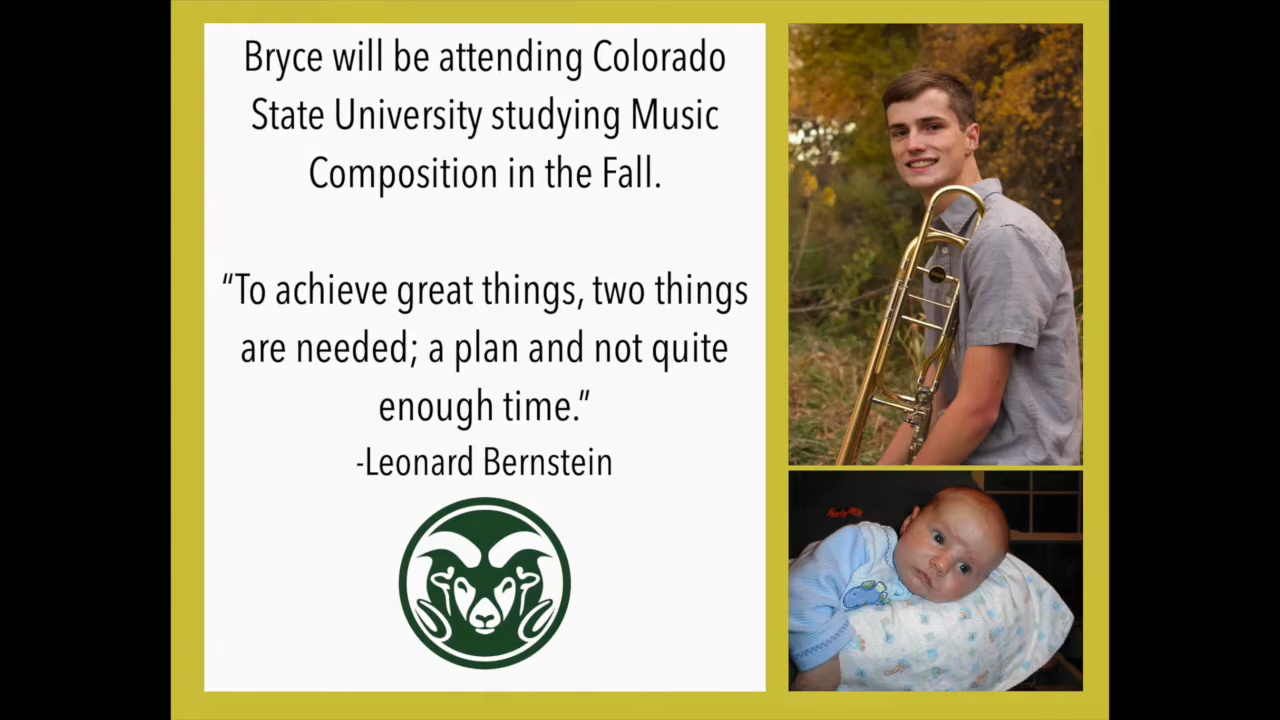 Bryce will be attending Colorado
State University studying Music
Composition in the Fall.
“To achieve great things, two things
are needed; a plan and not quite
enough time.”
-Leonard Bernstein